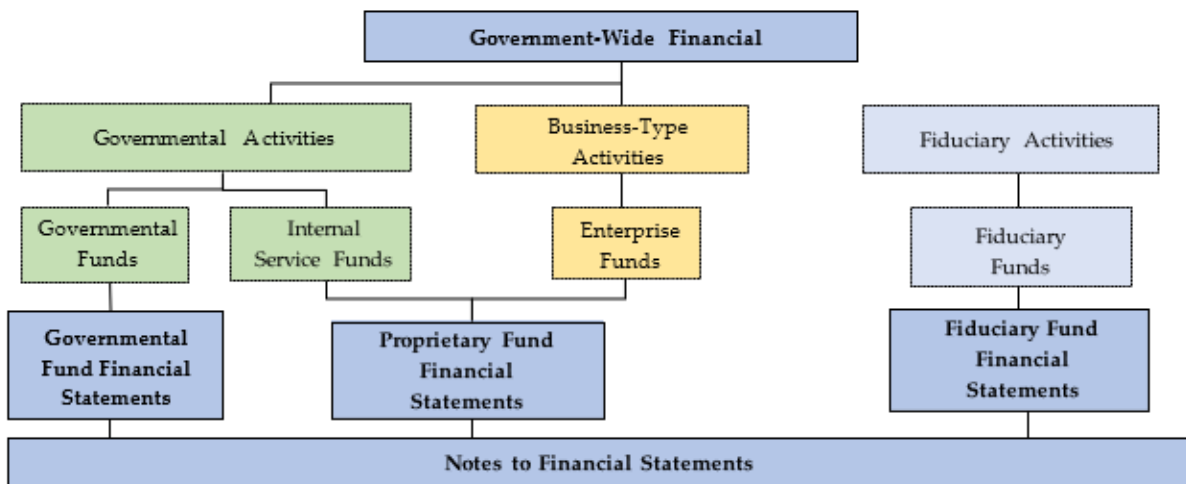 Government-Wide Financial
Governmental Activities
Business-Type
Activities
Fiduciary Activities
Governmental
Funds
Internal
Service Funds
Enterprise
Funds
Fiduciary
Funds
Governmental
Fund Financial
Statements
Proprietary Fund
Financial
Statements
Fiduciary Fund
Financial
Statements
Notes to Financial Statements